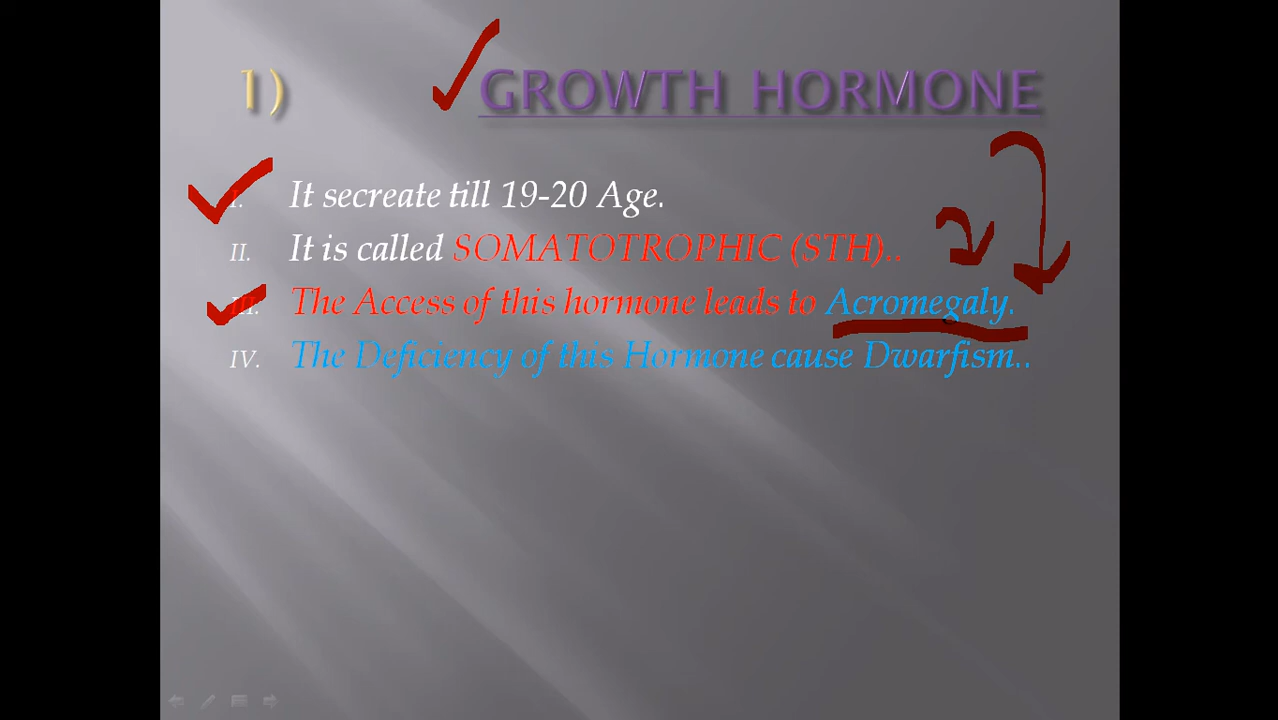 1) GROWTH HORMONE
I. It secreate till 19-20 Age.
II. It is called SOMATOTROPHIC (STH)..
III. The Access of this hormone leads to Acromegaly.
IV. The Deficiency of this Hormone cause Dwarfism..